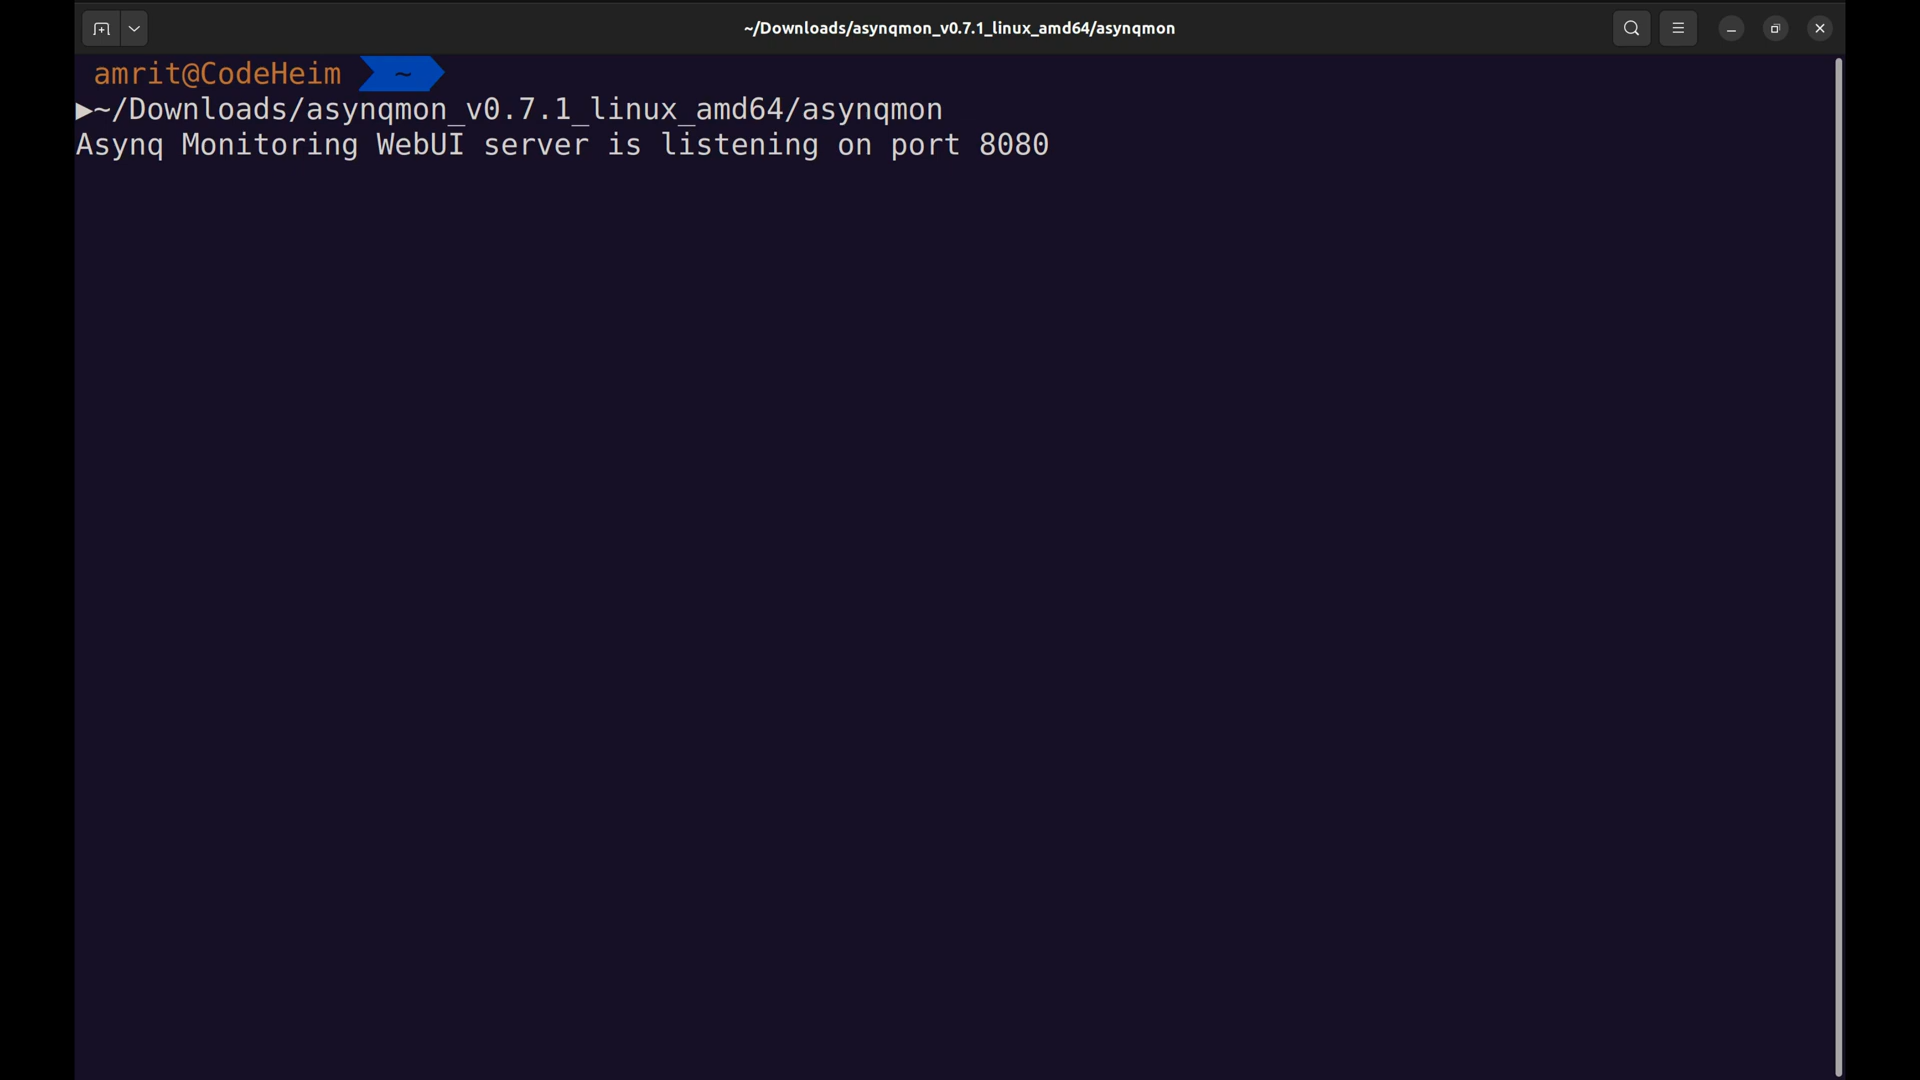 ~/Downloads/asynqmon_v0.7.1_linux_amd64/asynqmon
amrit@CodeHeim ~
▶~/Downloads/asynqmon_v0.7.1_linux_amd64/asynqmon
Asynq Monitoring WebUI server is listening on port 8080